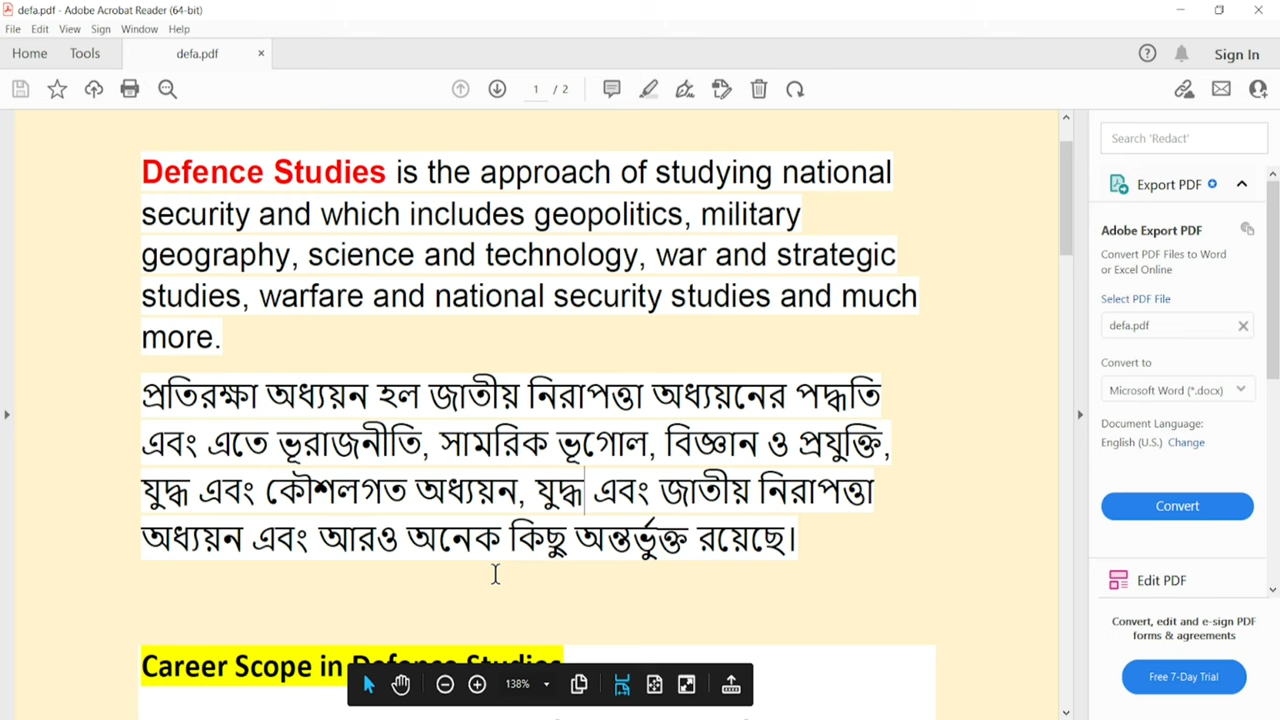 defa.pdf - Adobe Acrobat Reader (64-bit)
File Edit View Sign Window Help
Home Tools defa.pdf × Sign In
1 / 2
Defence Studies is the approach of studying national
security and which includes geopolitics, military
geography, science and technology, war and strategic
studies, warfare and national security studies and much
more.
প্রতিরক্ষা অধ্যয়ন হল জাতীয় নিরাপত্তা অধ্যয়নের পদ্ধতি
এবং এতে ভূরাজনীতি, সামরিক ভূগোল, বিজ্ঞান ও প্রযুক্তি,
যুদ্ধ এবং কৌশলগত অধ্যয়ন, যুদ্ধ এবং জাতীয় নিরাপত্তা
অধ্যয়ন এবং আরও অনেক কিছু অন্তর্ভুক্ত রয়েছে।
Career Scope in Defence Studies
138%
Search 'Redact'
Export PDF
Adobe Export PDF
Convert PDF Files to Word
or Excel Online
Select PDF File
defa.pdf
Convert to
Microsoft Word (*.docx)
Document Language:
English (U.S.) Change
Convert
Edit PDF
Convert, edit and e-sign PDF
forms & agreements
Free 7-Day Trial